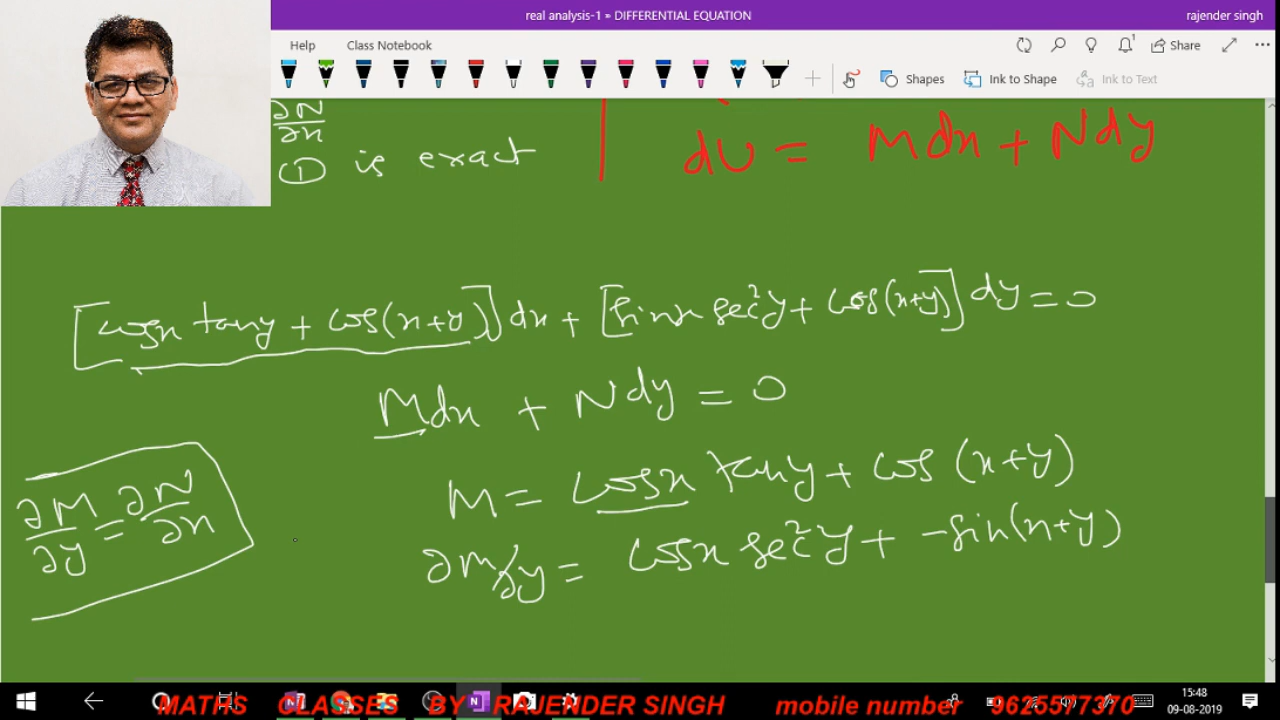 real analysis-1 » DIFFERENTIAL EQUATION
rajender singh
Help Class Notebook
Share
Shapes Ink to Shape Ink to Text
∂N/∂x
① is exact
dU = Mdx + Ndy
[cosx tany + cos(x+y)]dx + [sinx sec²y + cos(x+y)]dy = 0
Mdx + Ndy = 0
M = cosx tany + cos(x+y)
∂M/∂y = ∂N/∂x
∂M/∂y = cosx sec²y + -sin(x+y)
MATHS CLASSES BY RAJENDER SINGH mobile number 9625597370
15:48
09-08-2019